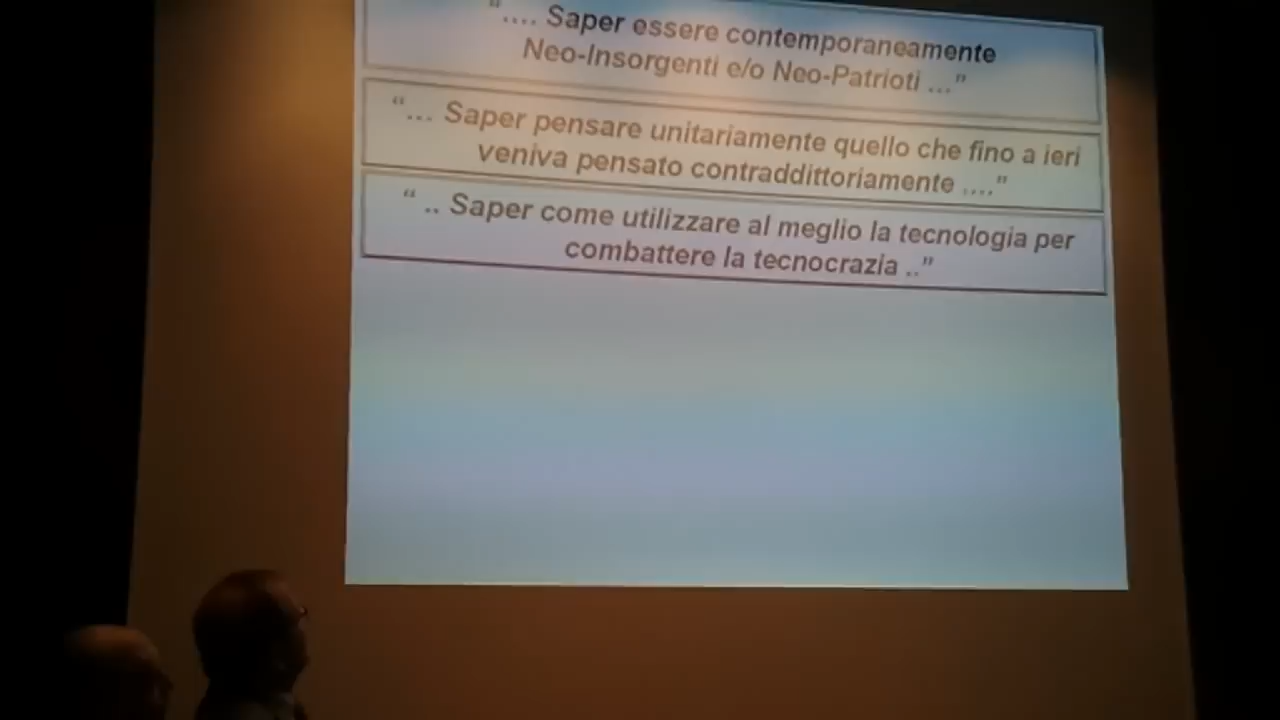 “.... Saper essere contemporaneamente
Neo-Insorgenti e/o Neo-Patrioti ...”
“... Saper pensare unitariamente quello che fino a ieri
veniva pensato contraddittoriamente ....”
“ .. Saper come utilizzare al meglio la tecnologia per
combattere la tecnocrazia ..”